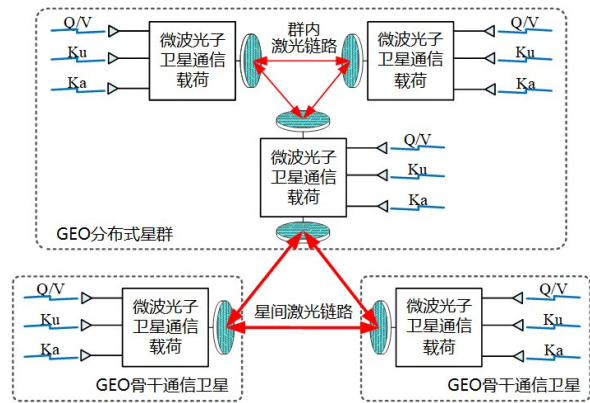 Q/V
Ku
Ka
微波光子
卫星通信
载荷
群内
激光链路
微波光子
卫星通信
载荷
Q/V
Ku
Ka
微波光子
卫星通信
载荷
Q/V
Ku
Ka
GEO分布式星群
Q/V
Ku
Ka
微波光子
卫星通信
载荷
星间激光链路
微波光子
卫星通信
载荷
Q/V
Ku
Ka
GEO骨干通信卫星
GEO骨干通信卫星